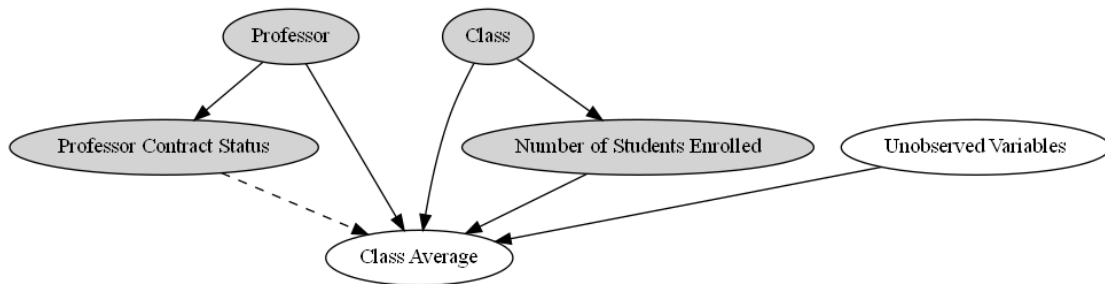 Professor
Class
Professor Contract Status
Number of Students Enrolled
Unobserved Variables
Class Average